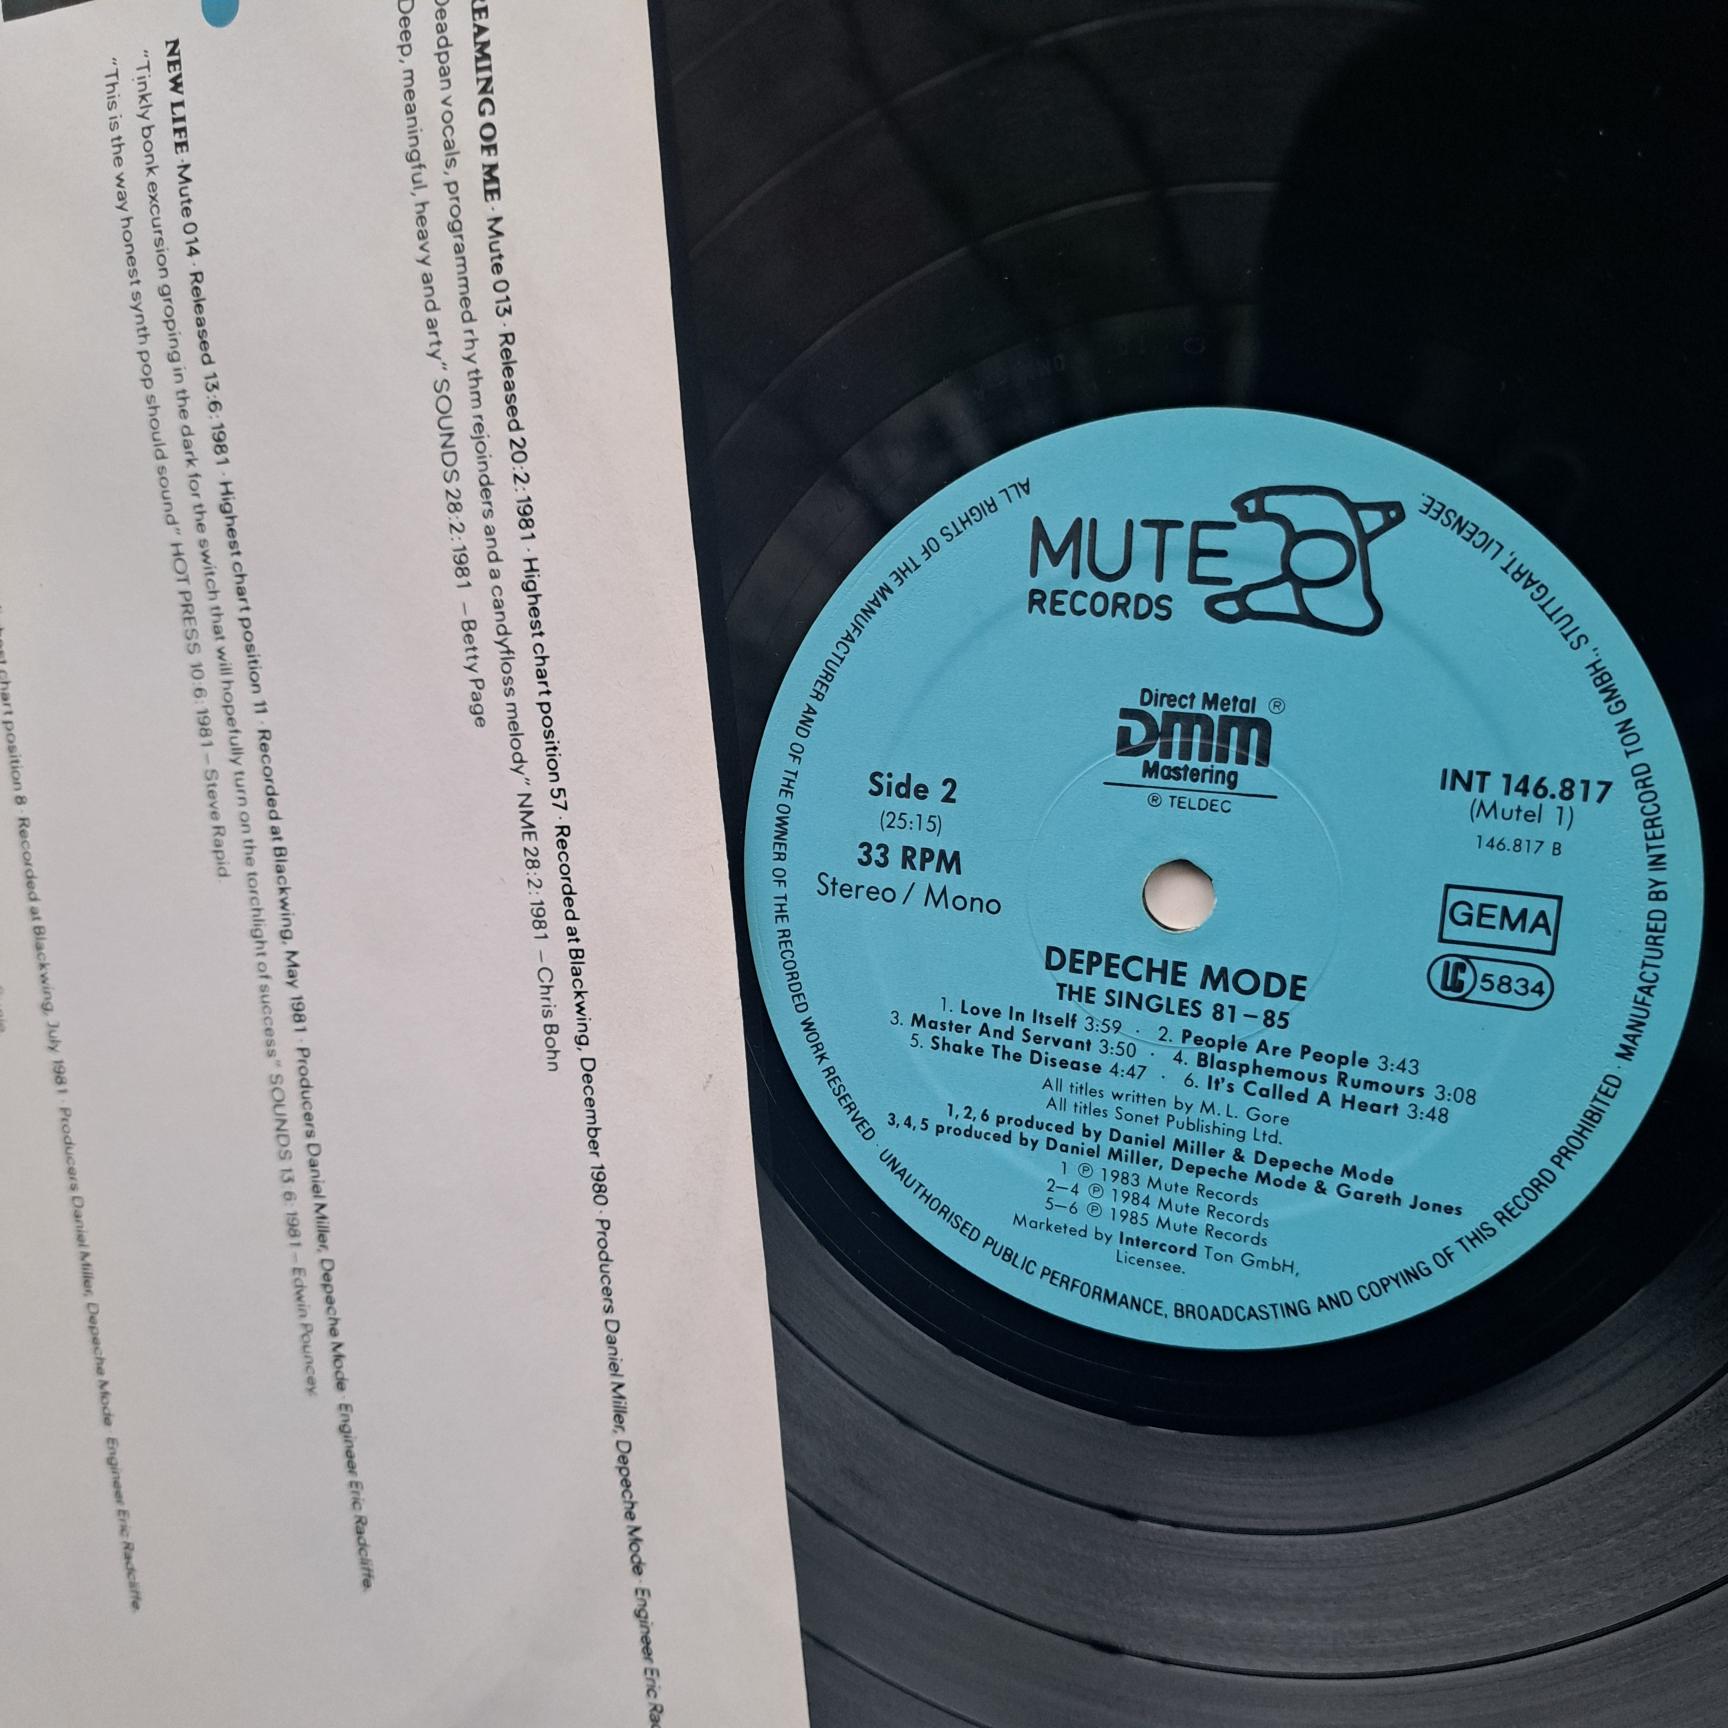 REAMING OF ME · Mute 013 · Released 20:2:1981 · Highest chart position 57 · Recorded at Blackwing, December 1980 · Producers Daniel Miller, Depeche Mode · Engineer Eric
Deadpan vocals, programmed rhythm rejoinders and a candyfloss melody" NME 28:2:1981 – Chris Bohn
Deep, meaningful, heavy and arty" SOUNDS 28:2:1981 – Betty Page
NEW LIFE · Mute 014 · Released 13:6:1981 · Highest chart position 11 · Recorded at Blackwing, May 1981 · Producers Daniel Miller, Depeche Mode · Engineer Eric Radcliffe.
"Tinkly bonk excursion groping in the dark for the switch that will hopefully turn on the torchlight of success" SOUNDS 13:6:1981 – Edwin Pouncey.
"This is the way honest synth pop should sound" HOT PRESS 10:6:1981 – Steve Rapid.
chart position 8 · Recorded at Blackwing, July 1981 · Producers Daniel Miller, Depeche Mode · Engineer Eric Radcliffe.
MUTE
RECORDS
Direct Metal ®
DMM
Mastering
® TELDEC
Side 2
(25:15)
33 RPM
Stereo / Mono
INT 146.817
(Mutel 1)
146.817 B
GEMA
LC 5834
DEPECHE MODE
THE SINGLES 81–85
1. Love In Itself 3:59 · 2. People Are People 3:43
3. Master And Servant 3:50 · 4. Blasphemous Rumours 3:08
5. Shake The Disease 4:47 · 6. It's Called A Heart 3:48
All titles written by M. L. Gore
All titles Sonet Publishing Ltd.
1, 2, 6 produced by Daniel Miller & Depeche Mode
3, 4, 5 produced by Daniel Miller, Depeche Mode & Gareth Jones
1 ℗ 1983 Mute Records
2–4 ℗ 1984 Mute Records
5–6 ℗ 1985 Mute Records
Marketed by Intercord Ton GmbH,
Licensee.
ALL RIGHTS OF THE MANUFACTURER AND OF THE OWNER OF THE RECORDED WORK RESERVED · UNAUTHORISED PUBLIC PERFORMANCE, BROADCASTING AND COPYING OF THIS RECORD PROHIBITED · MANUFACTURED BY INTERCORD TON GMBH., STUTTGART, LICENSEE.